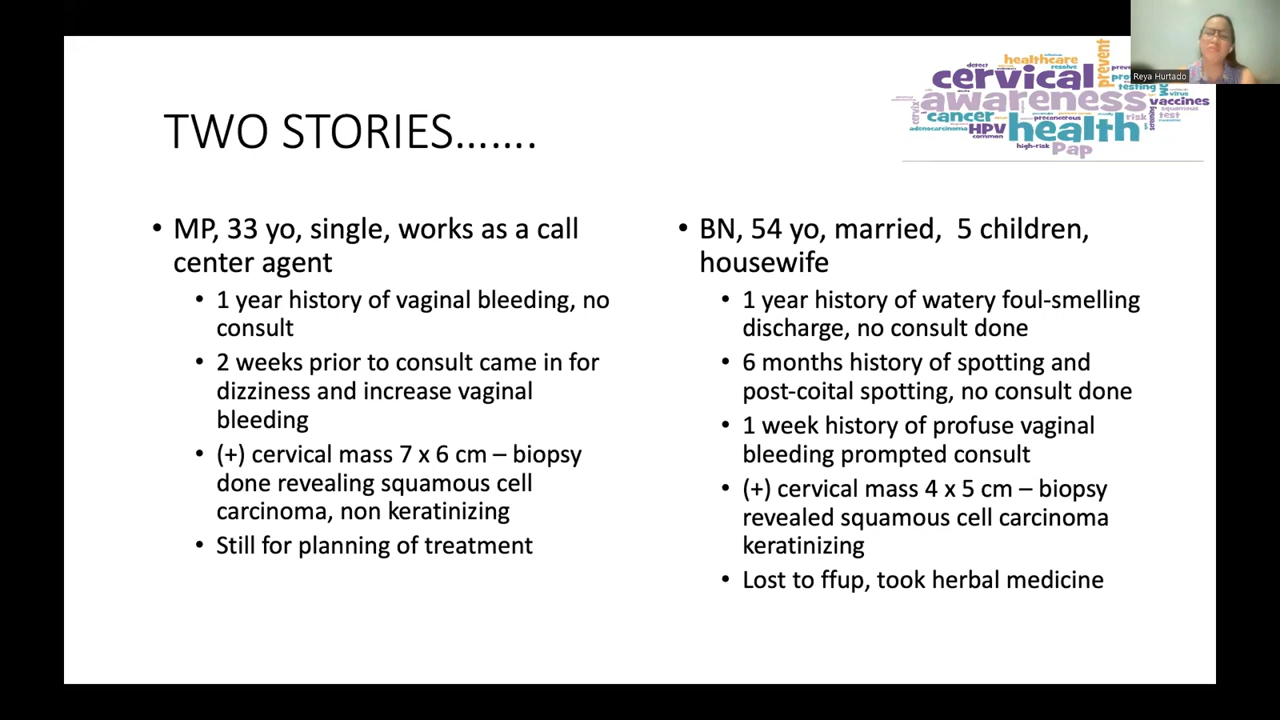 Reya Hurtado
detect
healthcare
resolve
prevent
cervical
awareness
testing
virus
vaccines
squamous
cervix
cancer
precancerous
risk
test
screening
adenocarcinoma
HPV
health
common
high-risk
Pap
TWO STORIES.......
• MP, 33 yo, single, works as a call
center agent
• 1 year history of vaginal bleeding, no
consult
• 2 weeks prior to consult came in for
dizziness and increase vaginal
bleeding
• (+) cervical mass 7 x 6 cm – biopsy
done revealing squamous cell
carcinoma, non keratinizing
• Still for planning of treatment
• BN, 54 yo, married,  5 children,
housewife
• 1 year history of watery foul-smelling
discharge, no consult done
• 6 months history of spotting and
post-coital spotting, no consult done
• 1 week history of profuse vaginal
bleeding prompted consult
• (+) cervical mass 4 x 5 cm – biopsy
revealed squamous cell carcinoma
keratinizing
• Lost to ffup, took herbal medicine